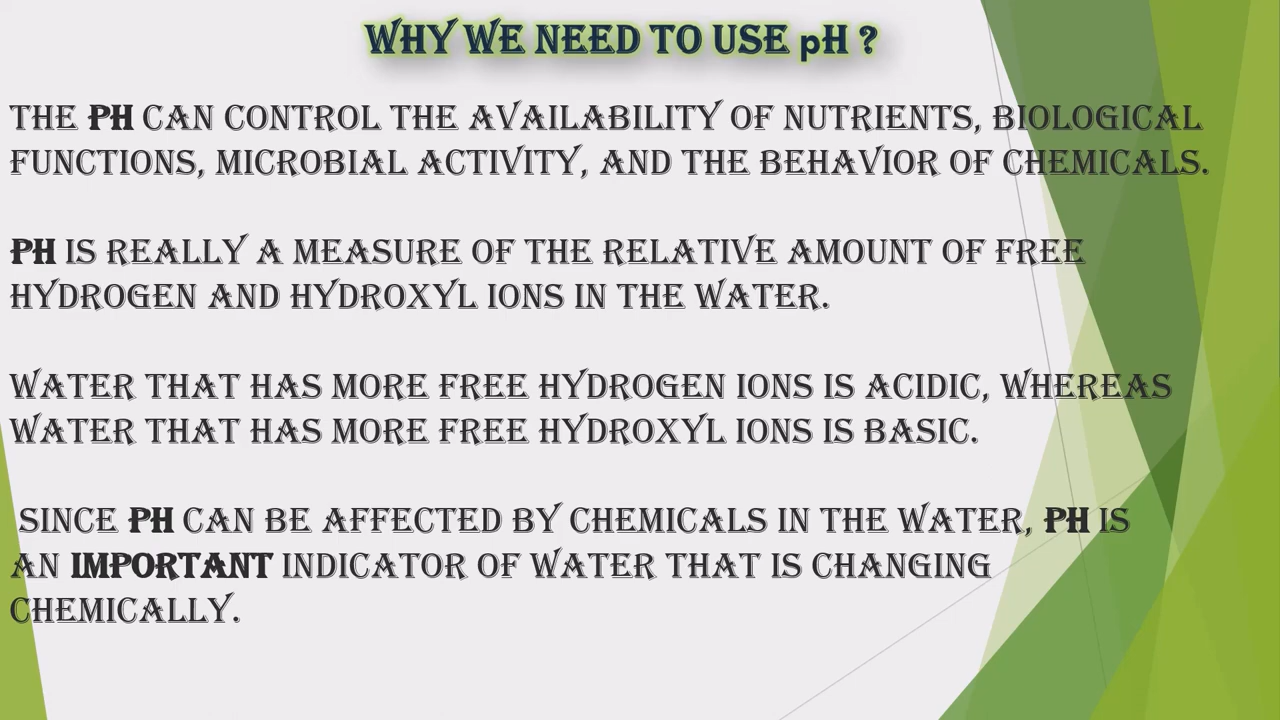 WHY WE NEED TO USE pH ?
THE PH CAN CONTROL THE AVAILABILITY OF NUTRIENTS, BIOLOGICAL
FUNCTIONS, MICROBIAL ACTIVITY, AND THE BEHAVIOR OF CHEMICALS.
PH IS REALLY A MEASURE OF THE RELATIVE AMOUNT OF FREE
HYDROGEN AND HYDROXYL IONS IN THE WATER.
WATER THAT HAS MORE FREE HYDROGEN IONS IS ACIDIC, WHEREAS
WATER THAT HAS MORE FREE HYDROXYL IONS IS BASIC.
SINCE PH CAN BE AFFECTED BY CHEMICALS IN THE WATER, PH IS
AN IMPORTANT INDICATOR OF WATER THAT IS CHANGING
CHEMICALLY.